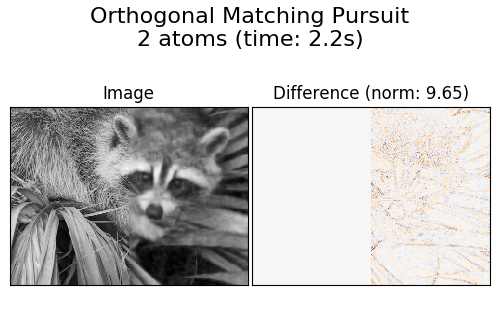 Orthogonal Matching Pursuit
2 atoms (time: 2.2s)
Image
Difference (norm: 9.65)